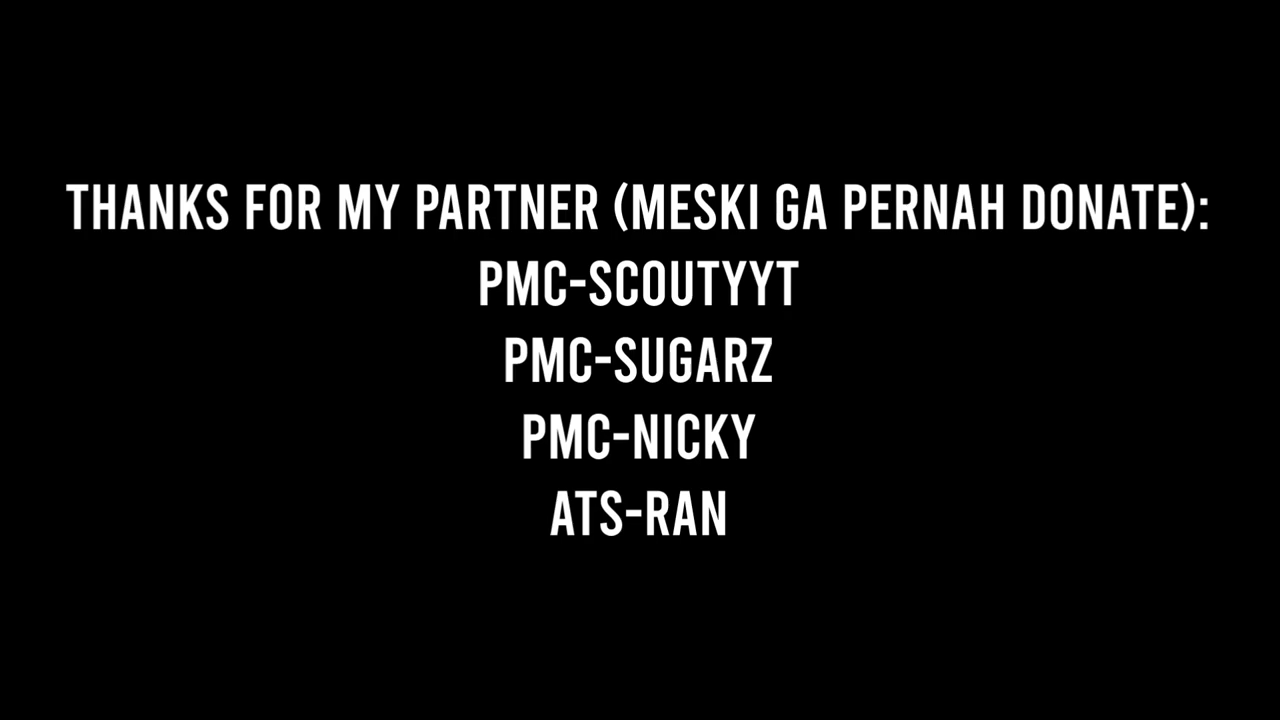 THANKS FOR MY PARTNER (MESKI GA PERNAH DONATE):
PMC-SCOUTYYT
PMC-SUGARZ
PMC-NICKY
ATS-RAN